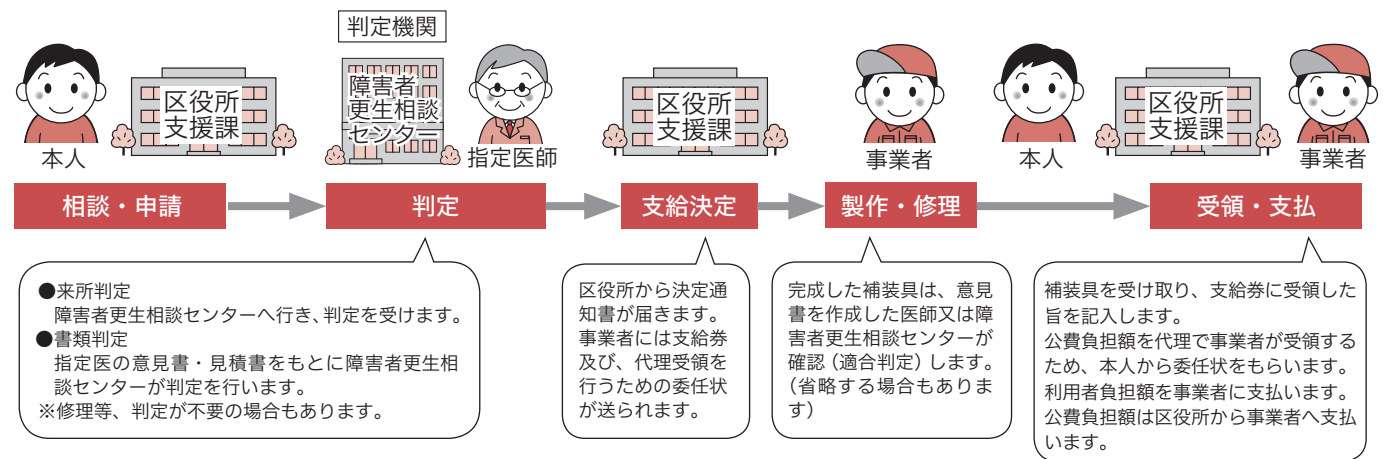 判定機関
区役所
支援課
本人
障害者
更生相談
センター
指定医師
区役所
支援課
事業者
本人
区役所
支援課
事業者
相談・申請
判定
支給決定
製作・修理
受領・支払
●来所判定
障害者更生相談センターへ行き、判定を受けます。
●書類判定
指定医の意見書・見積書をもとに障害者更生相
談センターが判定を行います。
※修理等、判定が不要の場合もあります。
区役所から決定通
知書が届きます。
事業者には支給券
及び、代理受領を
行うための委任状
が送られます。
完成した補装具は、意見
書を作成した医師又は障
害者更生相談センターが
確認(適合判定)します。
(省略する場合もありま
す)
補装具を受け取り、支給券に受領した
旨を記入します。
公費負担額を代理で事業者が受領する
ため、本人から委任状をもらいます。
利用者負担額を事業者に支払います。
公費負担額は区役所から事業者へ支払
います。